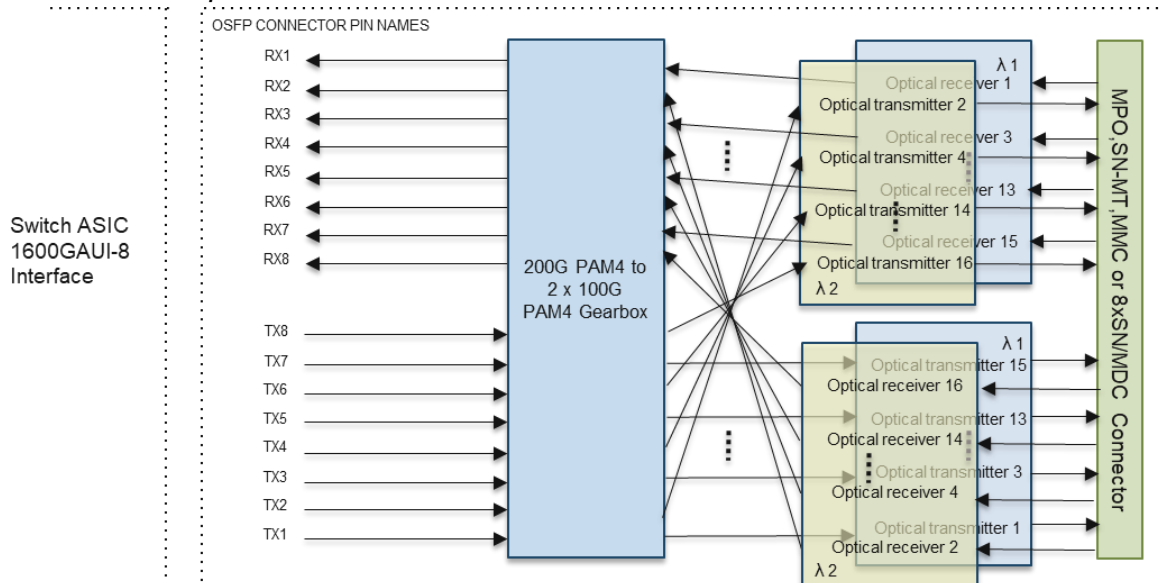 OSFP CONNECTOR PIN NAMES
RX1
RX2
RX3
RX4
RX5
RX6
RX7
RX8
TX8
TX7
TX6
TX5
TX4
TX3
TX2
TX1
Switch ASIC
1600GAUI-8
Interface
200G PAM4 to
2 x 100G
PAM4 Gearbox
λ 1
Optical receiver 1
Optical transmitter 2
Optical receiver 3
Optical transmitter 4
Optical receiver 13
Optical transmitter 14
Optical receiver 15
Optical transmitter 16
λ 2
λ 1
Optical transmitter 15
Optical receiver 16
Optical transmitter 13
Optical receiver 14
Optical transmitter 3
Optical receiver 4
Optical transmitter 1
Optical receiver 2
λ 2
MPO,SN-MT,MMC or 8xSN/MDC Connector